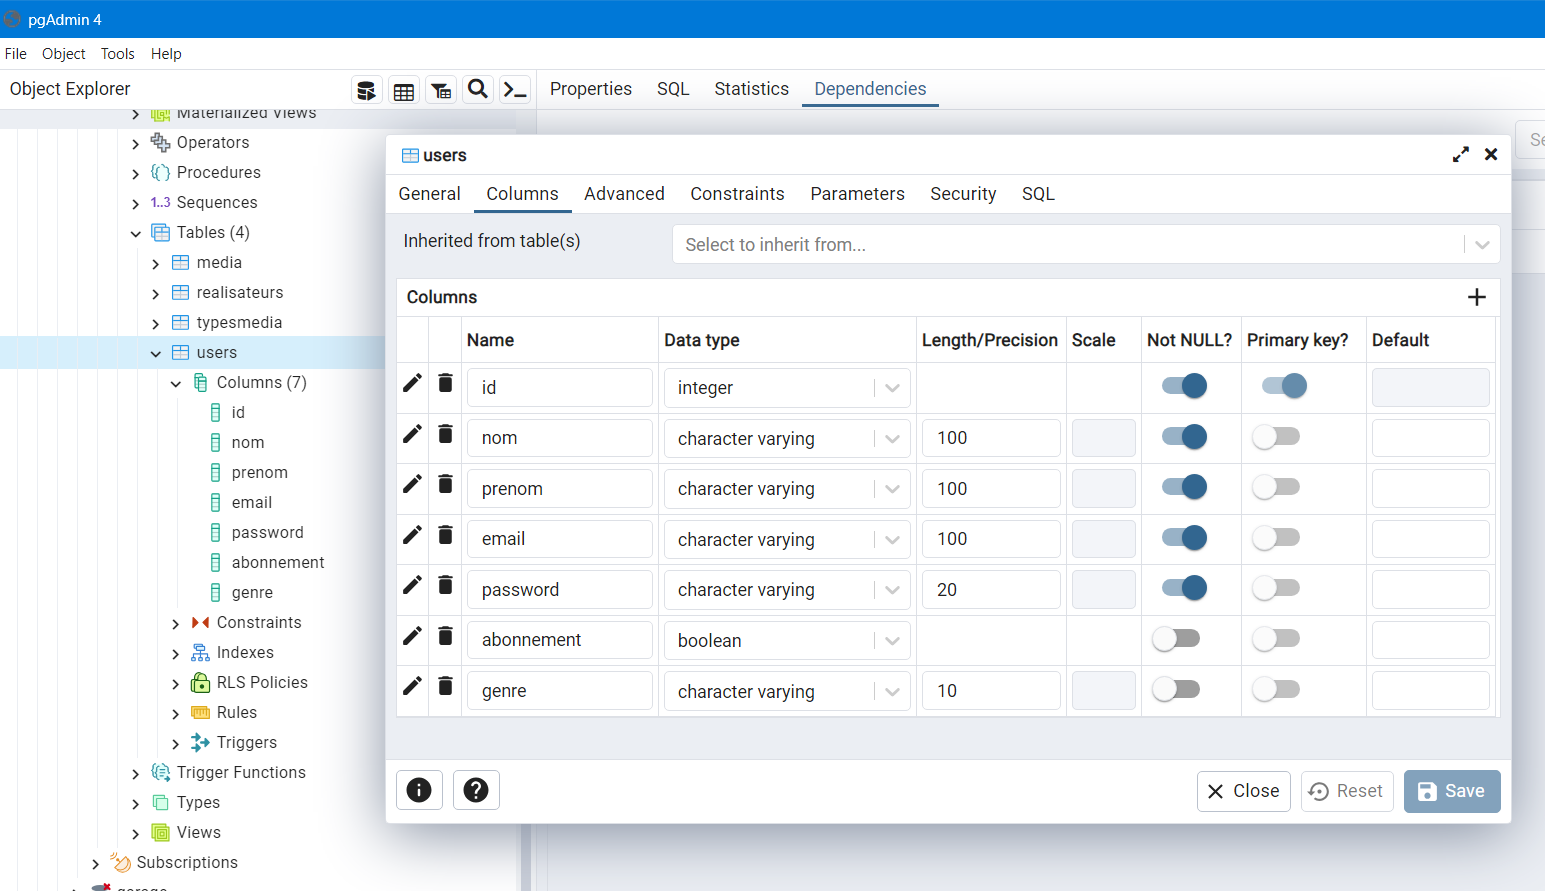 pgAdmin 4
File Object Tools Help
Object Explorer
Properties SQL Statistics Dependencies
Materialized Views
Operators
Procedures
1..3 Sequences
Tables (4)
media
realisateurs
typesmedia
users
Columns (7)
id
nom
prenom
email
password
abonnement
genre
Constraints
Indexes
RLS Policies
Rules
Triggers
Trigger Functions
Types
Views
Subscriptions
users
General Columns Advanced Constraints Parameters Security SQL
Inherited from table(s) Select to inherit from...
Columns
Name Data type Length/Precision Scale Not NULL? Primary key? Default
id integer
nom character varying 100
prenom character varying 100
email character varying 100
password character varying 20
abonnement boolean
genre character varying 10
Close Reset Save